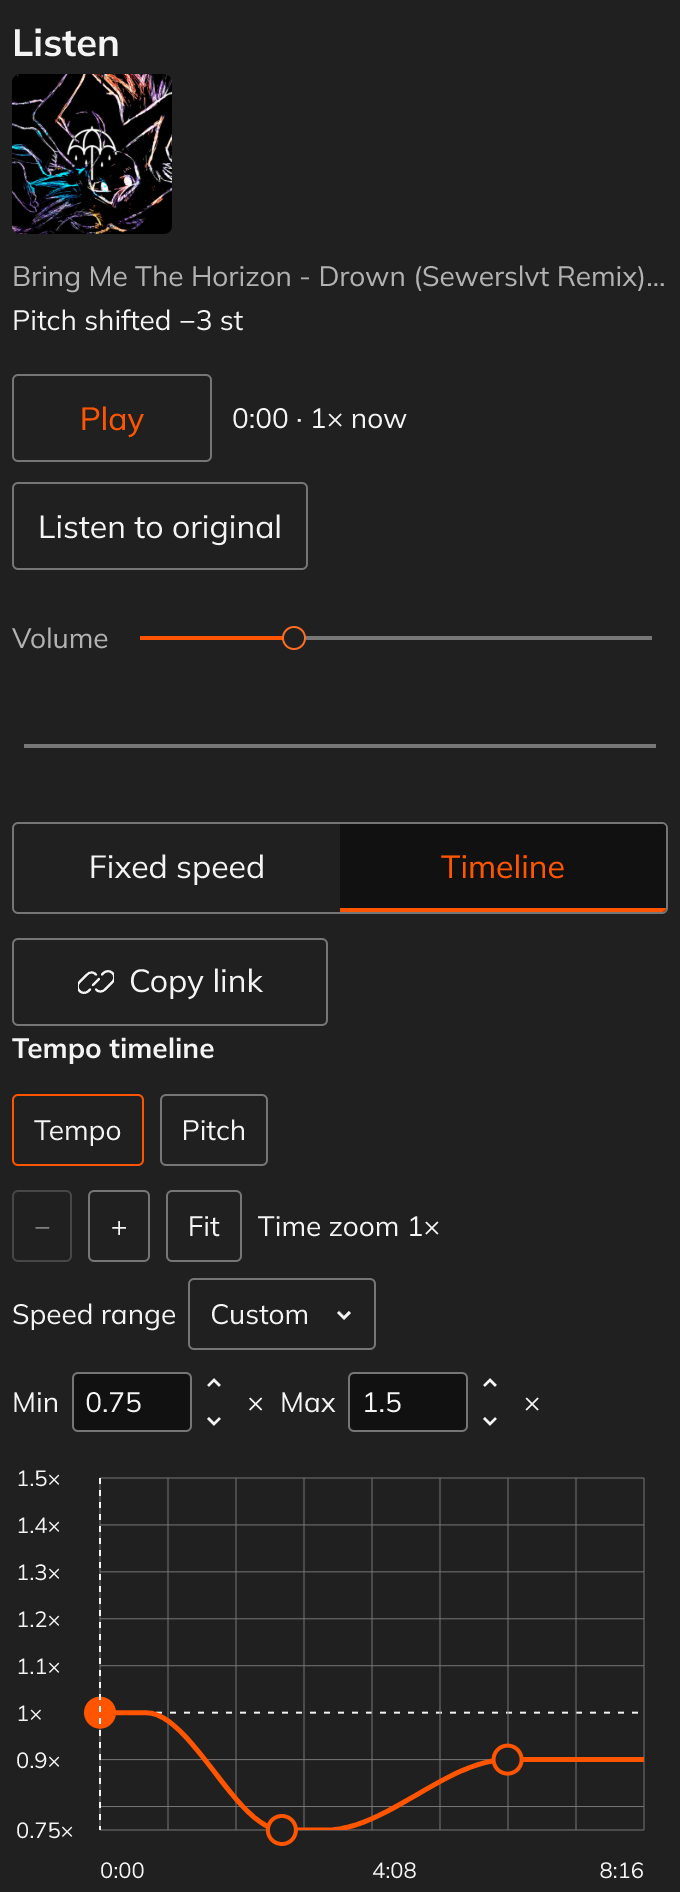 Listen
Bring Me The Horizon - Drown (Sewerslvt Remix)...
Pitch shifted −3 st
Play 0:00 · 1× now
Listen to original
Volume
Fixed speed Timeline
Copy link
Tempo timeline
Tempo Pitch
− + Fit Time zoom 1×
Speed range Custom
Min 0.75 × Max 1.5 ×
1.5×
1.4×
1.3×
1.2×
1.1×
1×
0.9×
0.75×
0:00 4:08 8:16